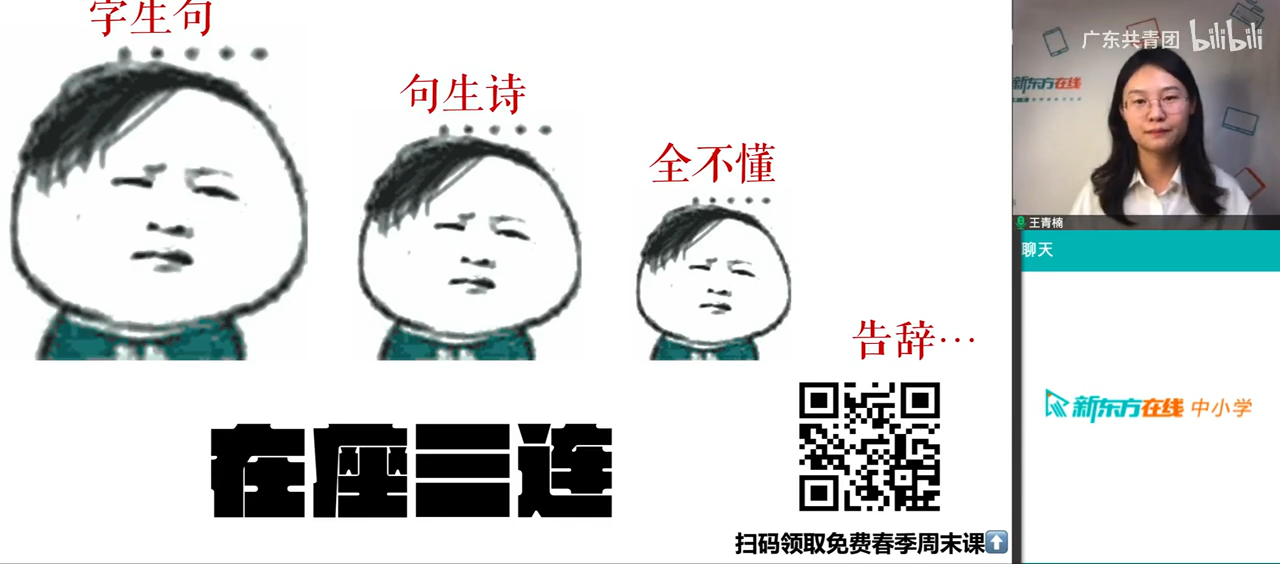 字生句
句生诗
全不懂
告辞…
在座三连
扫码领取免费春季周末课
广东共青团 bilibili
新东方在线
王青楠
聊天
新东方在线 中小学